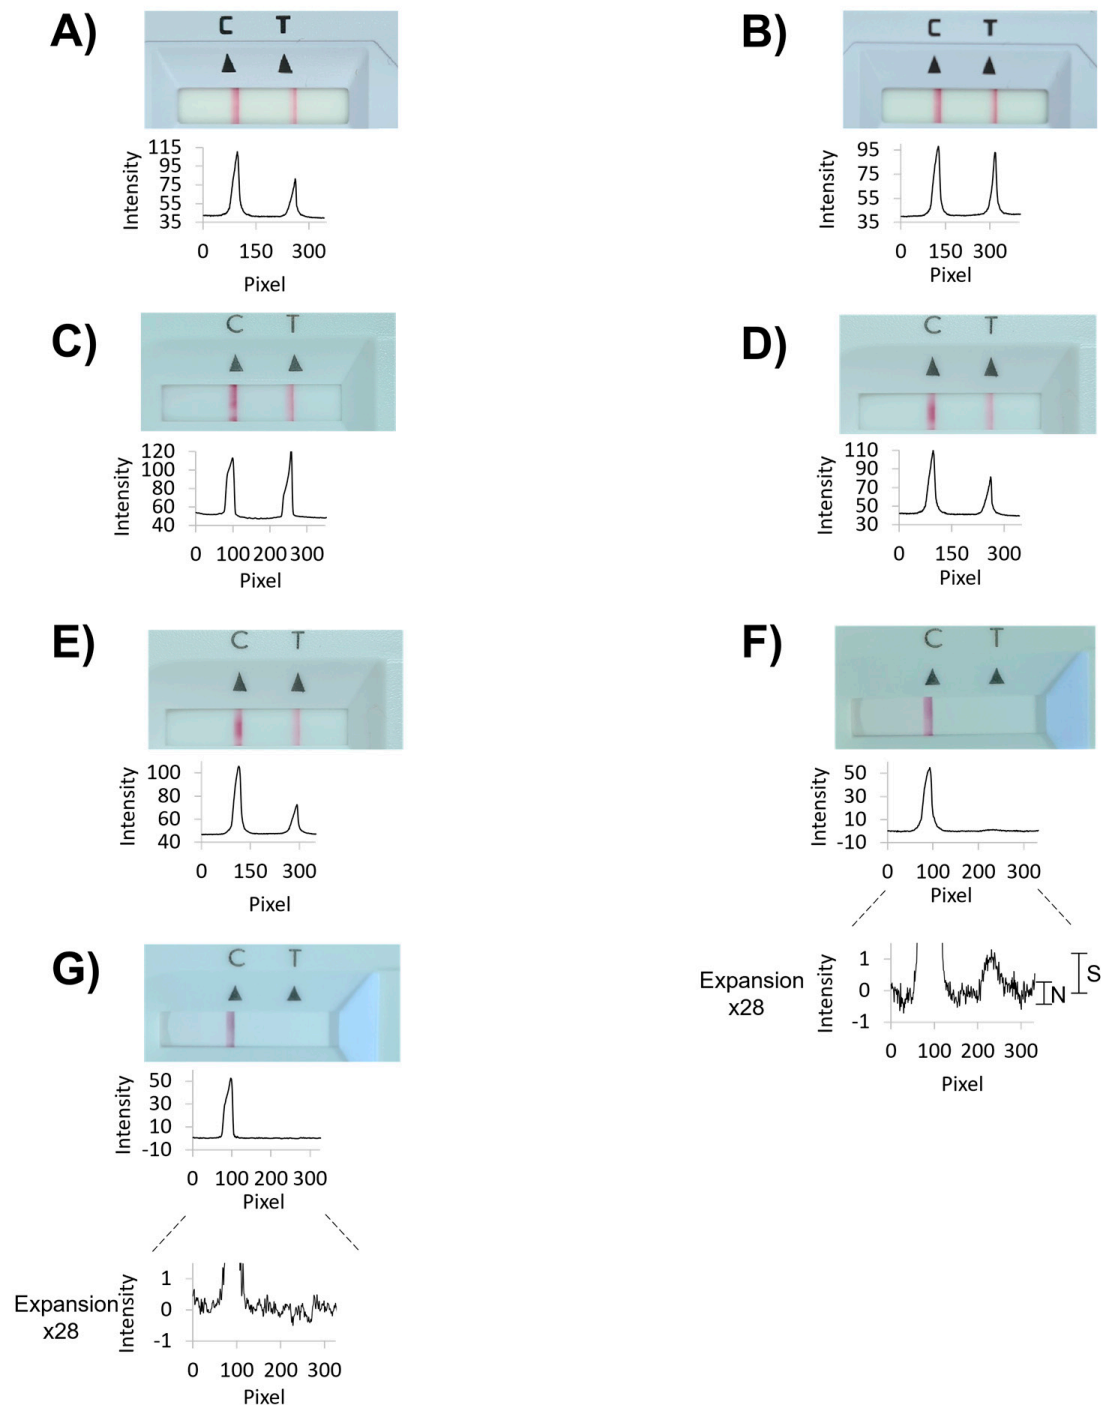 A)
C T
115
95
75
55
35
Intensity
0 150 300
Pixel
B)
C T
95
75
55
35
Intensity
0 150 300
Pixel
C)
C T
120
100
80
60
40
Intensity
0 100 200 300
Pixel
D)
C T
110
90
70
50
30
Intensity
0 150 300
Pixel
E)
C T
100
80
60
40
Intensity
0 150 300
Pixel
F)
C T
50
30
10
-10
Intensity
0 100 200 300
Pixel
Expansion
x28
1
0
-1
Intensity
S
N
0 100 200 300
Pixel
G)
C T
50
30
10
-10
Intensity
0 100 200 300
Pixel
Expansion
x28
1
0
-1
Intensity
0 100 200 300
Pixel